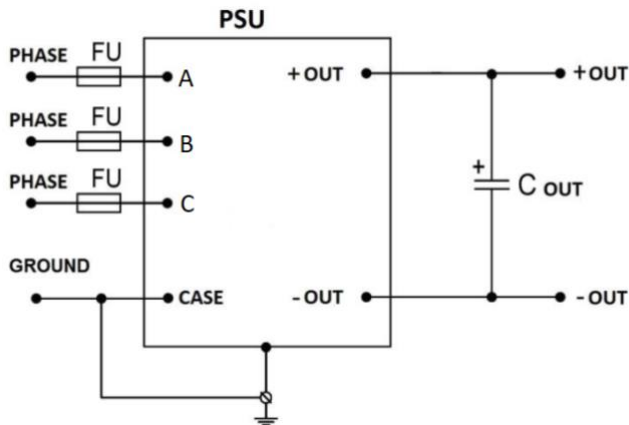 PSU
PHASE FU A
+OUT +OUT
PHASE FU B
PHASE FU C
+ C OUT
GROUND
CASE
-OUT -OUT